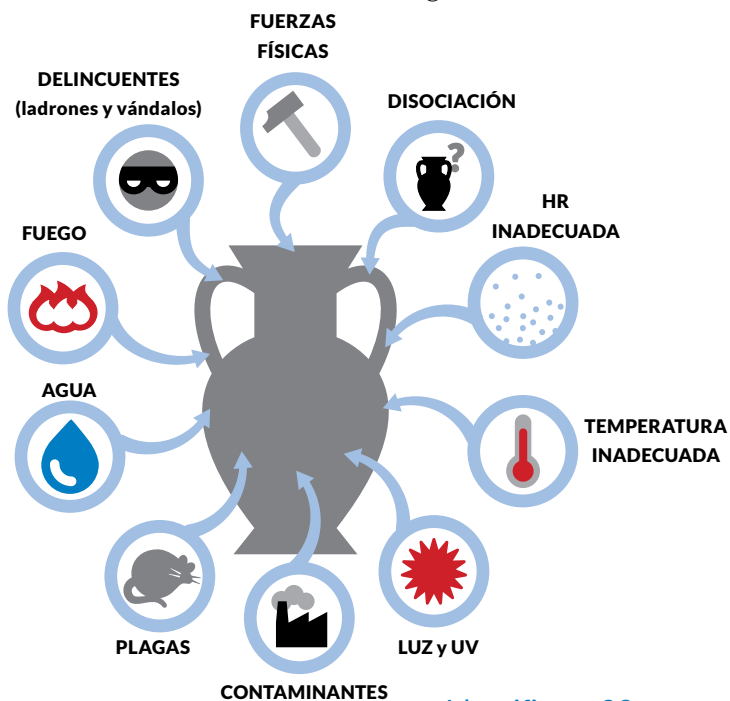 FUERZAS
FÍSICAS
DELINCUENTES
(ladrones y vándalos)
DISOCIACIÓN
?
HR
INADECUADA
FUEGO
AGUA
TEMPERATURA
INADECUADA
PLAGAS
LUZ y UV
CONTAMINANTES